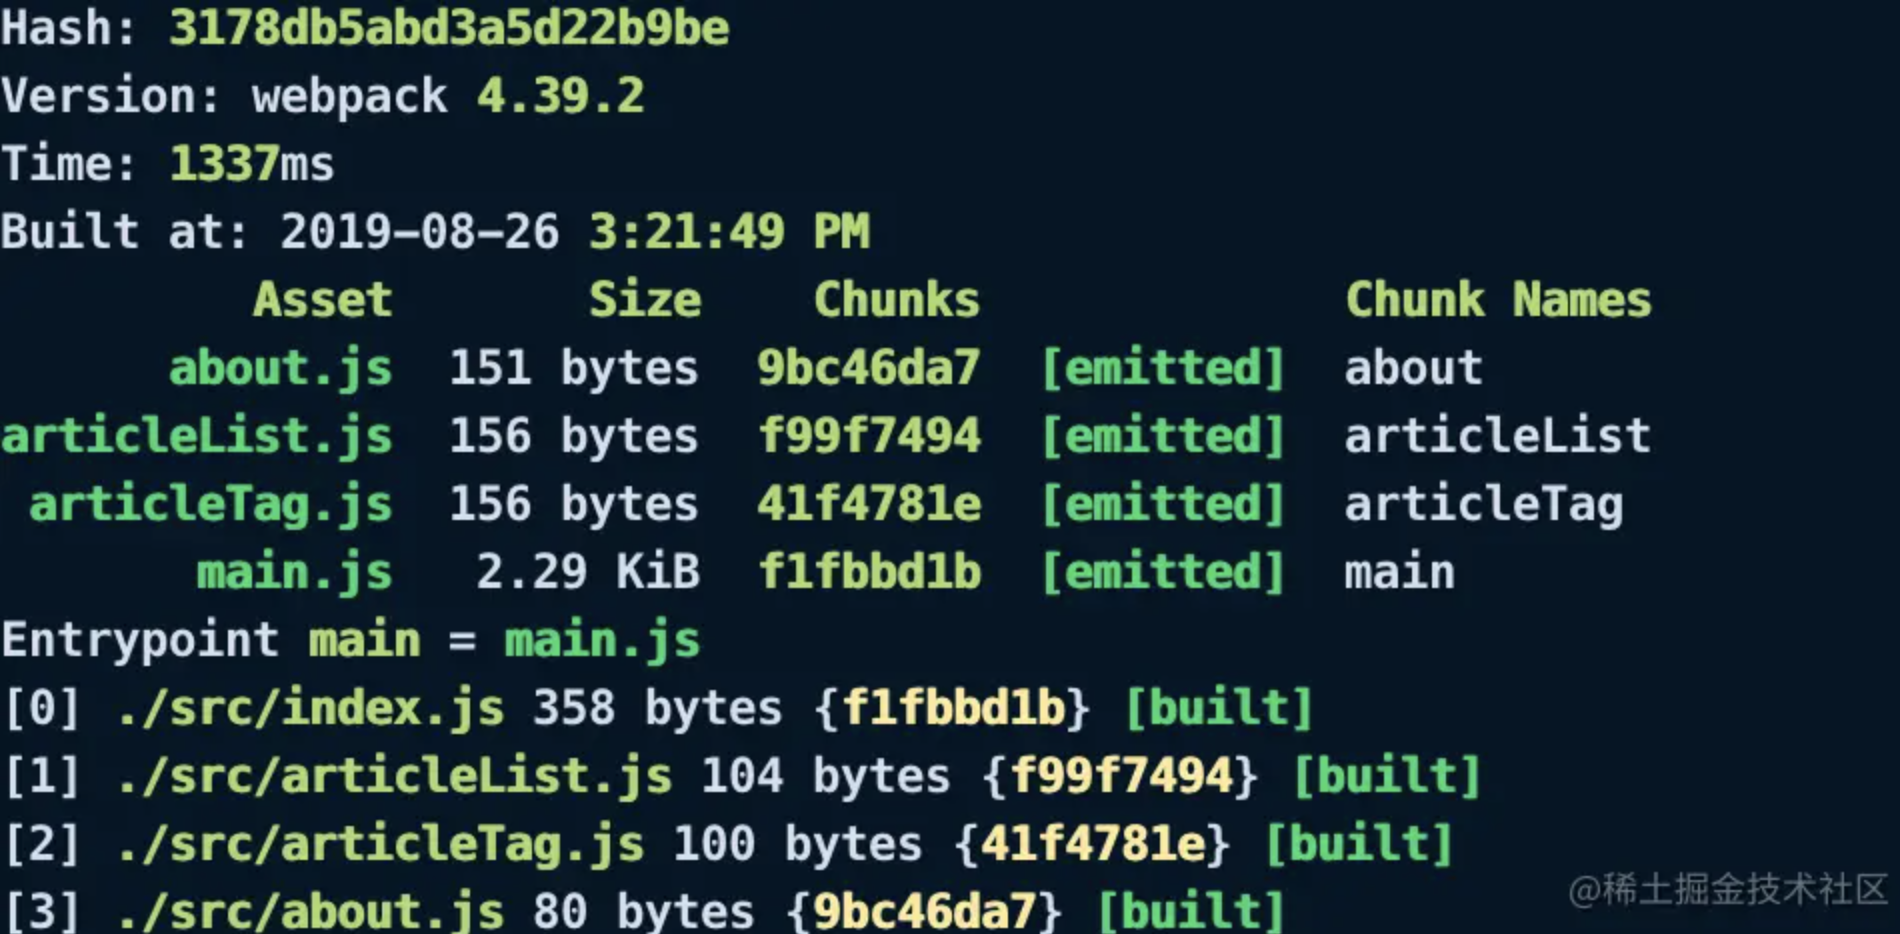 Hash: 3178db5abd3a5d22b9be
Version: webpack 4.39.2
Time: 1337ms
Built at: 2019-08-26 3:21:49 PM
Asset Size Chunks Chunk Names
about.js 151 bytes 9bc46da7 [emitted] about
articleList.js 156 bytes f99f7494 [emitted] articleList
articleTag.js 156 bytes 41f4781e [emitted] articleTag
main.js 2.29 KiB f1fbbd1b [emitted] main
Entrypoint main = main.js
[0] ./src/index.js 358 bytes {f1fbbd1b} [built]
[1] ./src/articleList.js 104 bytes {f99f7494} [built]
[2] ./src/articleTag.js 100 bytes {41f4781e} [built]
[3] ./src/about.js 80 bytes {9bc46da7} [built]
@稀土掘金技术社区